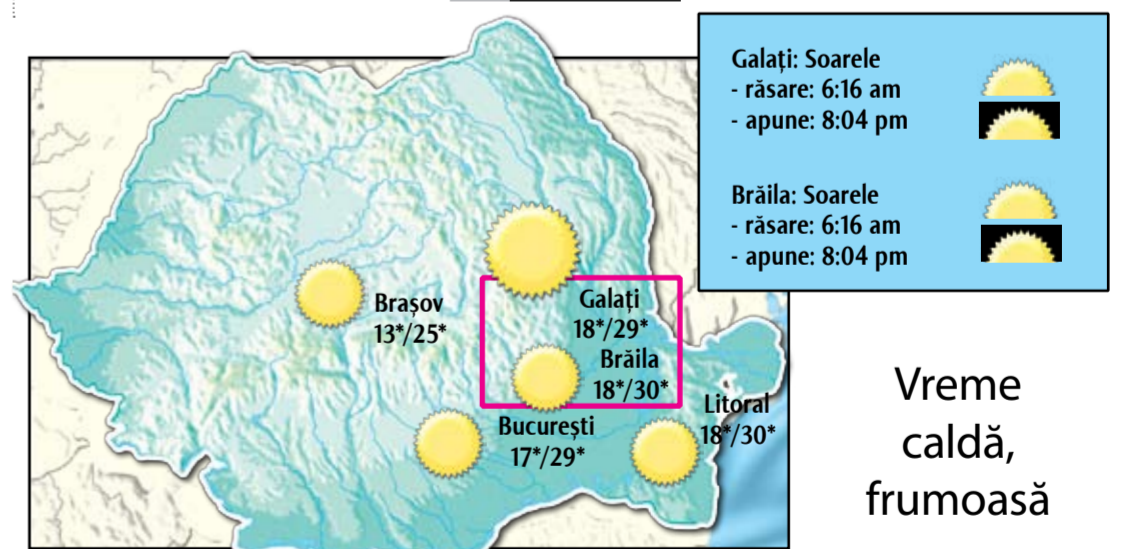 Galați: Soarele
- răsare: 6:16 am
- apune: 8:04 pm
Brăila: Soarele
- răsare: 6:16 am
- apune: 8:04 pm
Brașov
13*/25*
Galați
18*/29*
Brăila
18*/30*
București
17*/29*
Litoral
18*/30*
Vreme
caldă,
frumoasă